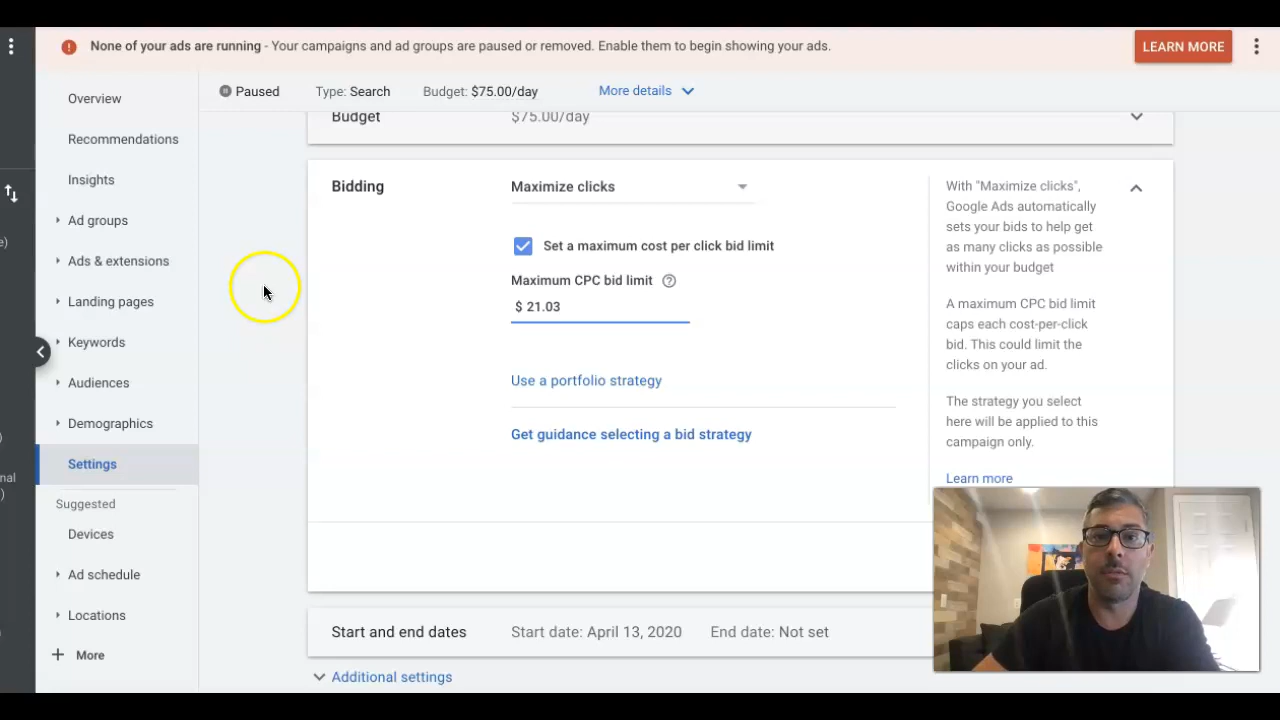 None of your ads are running - Your campaigns and ad groups are paused or removed. Enable them to begin showing your ads.
LEARN MORE
Paused
Type: Search
Budget: $75.00/day
More details
Overview
Recommendations
Insights
Ad groups
Ads & extensions
Landing pages
Keywords
Audiences
Demographics
Settings
Suggested
Devices
Ad schedule
Locations
More
e)
)
nal
)
Budget
$75.00/day
Bidding
Maximize clicks
Set a maximum cost per click bid limit
Maximum CPC bid limit
$ 21.03
Use a portfolio strategy
Get guidance selecting a bid strategy
With "Maximize clicks",
Google Ads automatically
sets your bids to help get
as many clicks as possible
within your budget
A maximum CPC bid limit
caps each cost-per-click
bid. This could limit the
clicks on your ad.
The strategy you select
here will be applied to this
campaign only.
Learn more
Start and end dates
Start date: April 13, 2020
End date: Not set
Additional settings